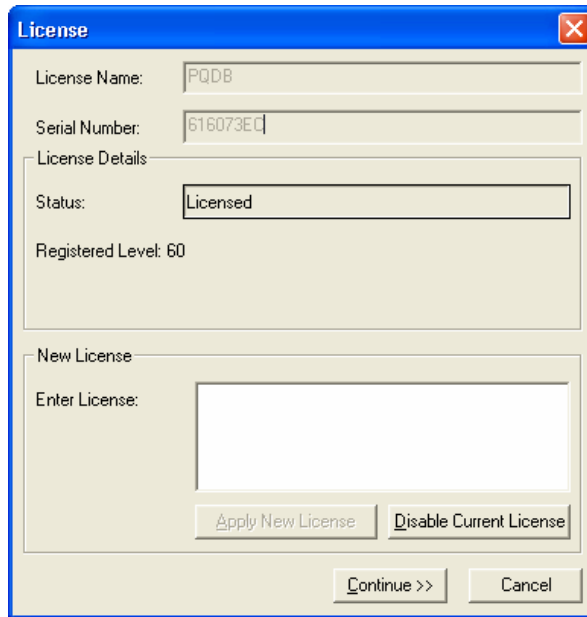 License
License Name: PQDB
Serial Number: 616073EC
License Details
Status: Licensed
Registered Level: 60
New License
Enter License:
Apply New License Disable Current License
Continue >> Cancel